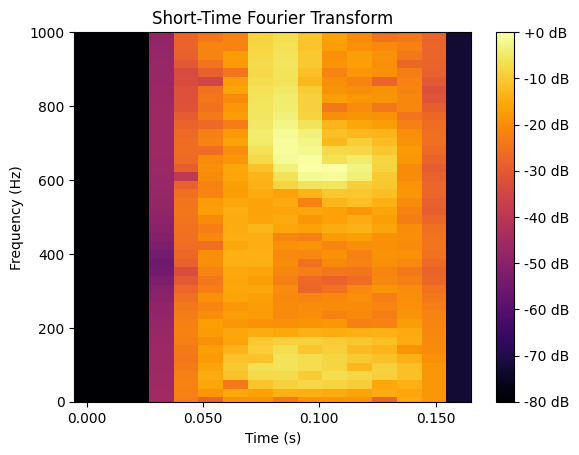 Short-Time Fourier Transform
1000
800
600
400
200
0
Frequency (Hz)
0.000
0.050
0.100
0.150
Time (s)
+0 dB
-10 dB
-20 dB
-30 dB
-40 dB
-50 dB
-60 dB
-70 dB
-80 dB